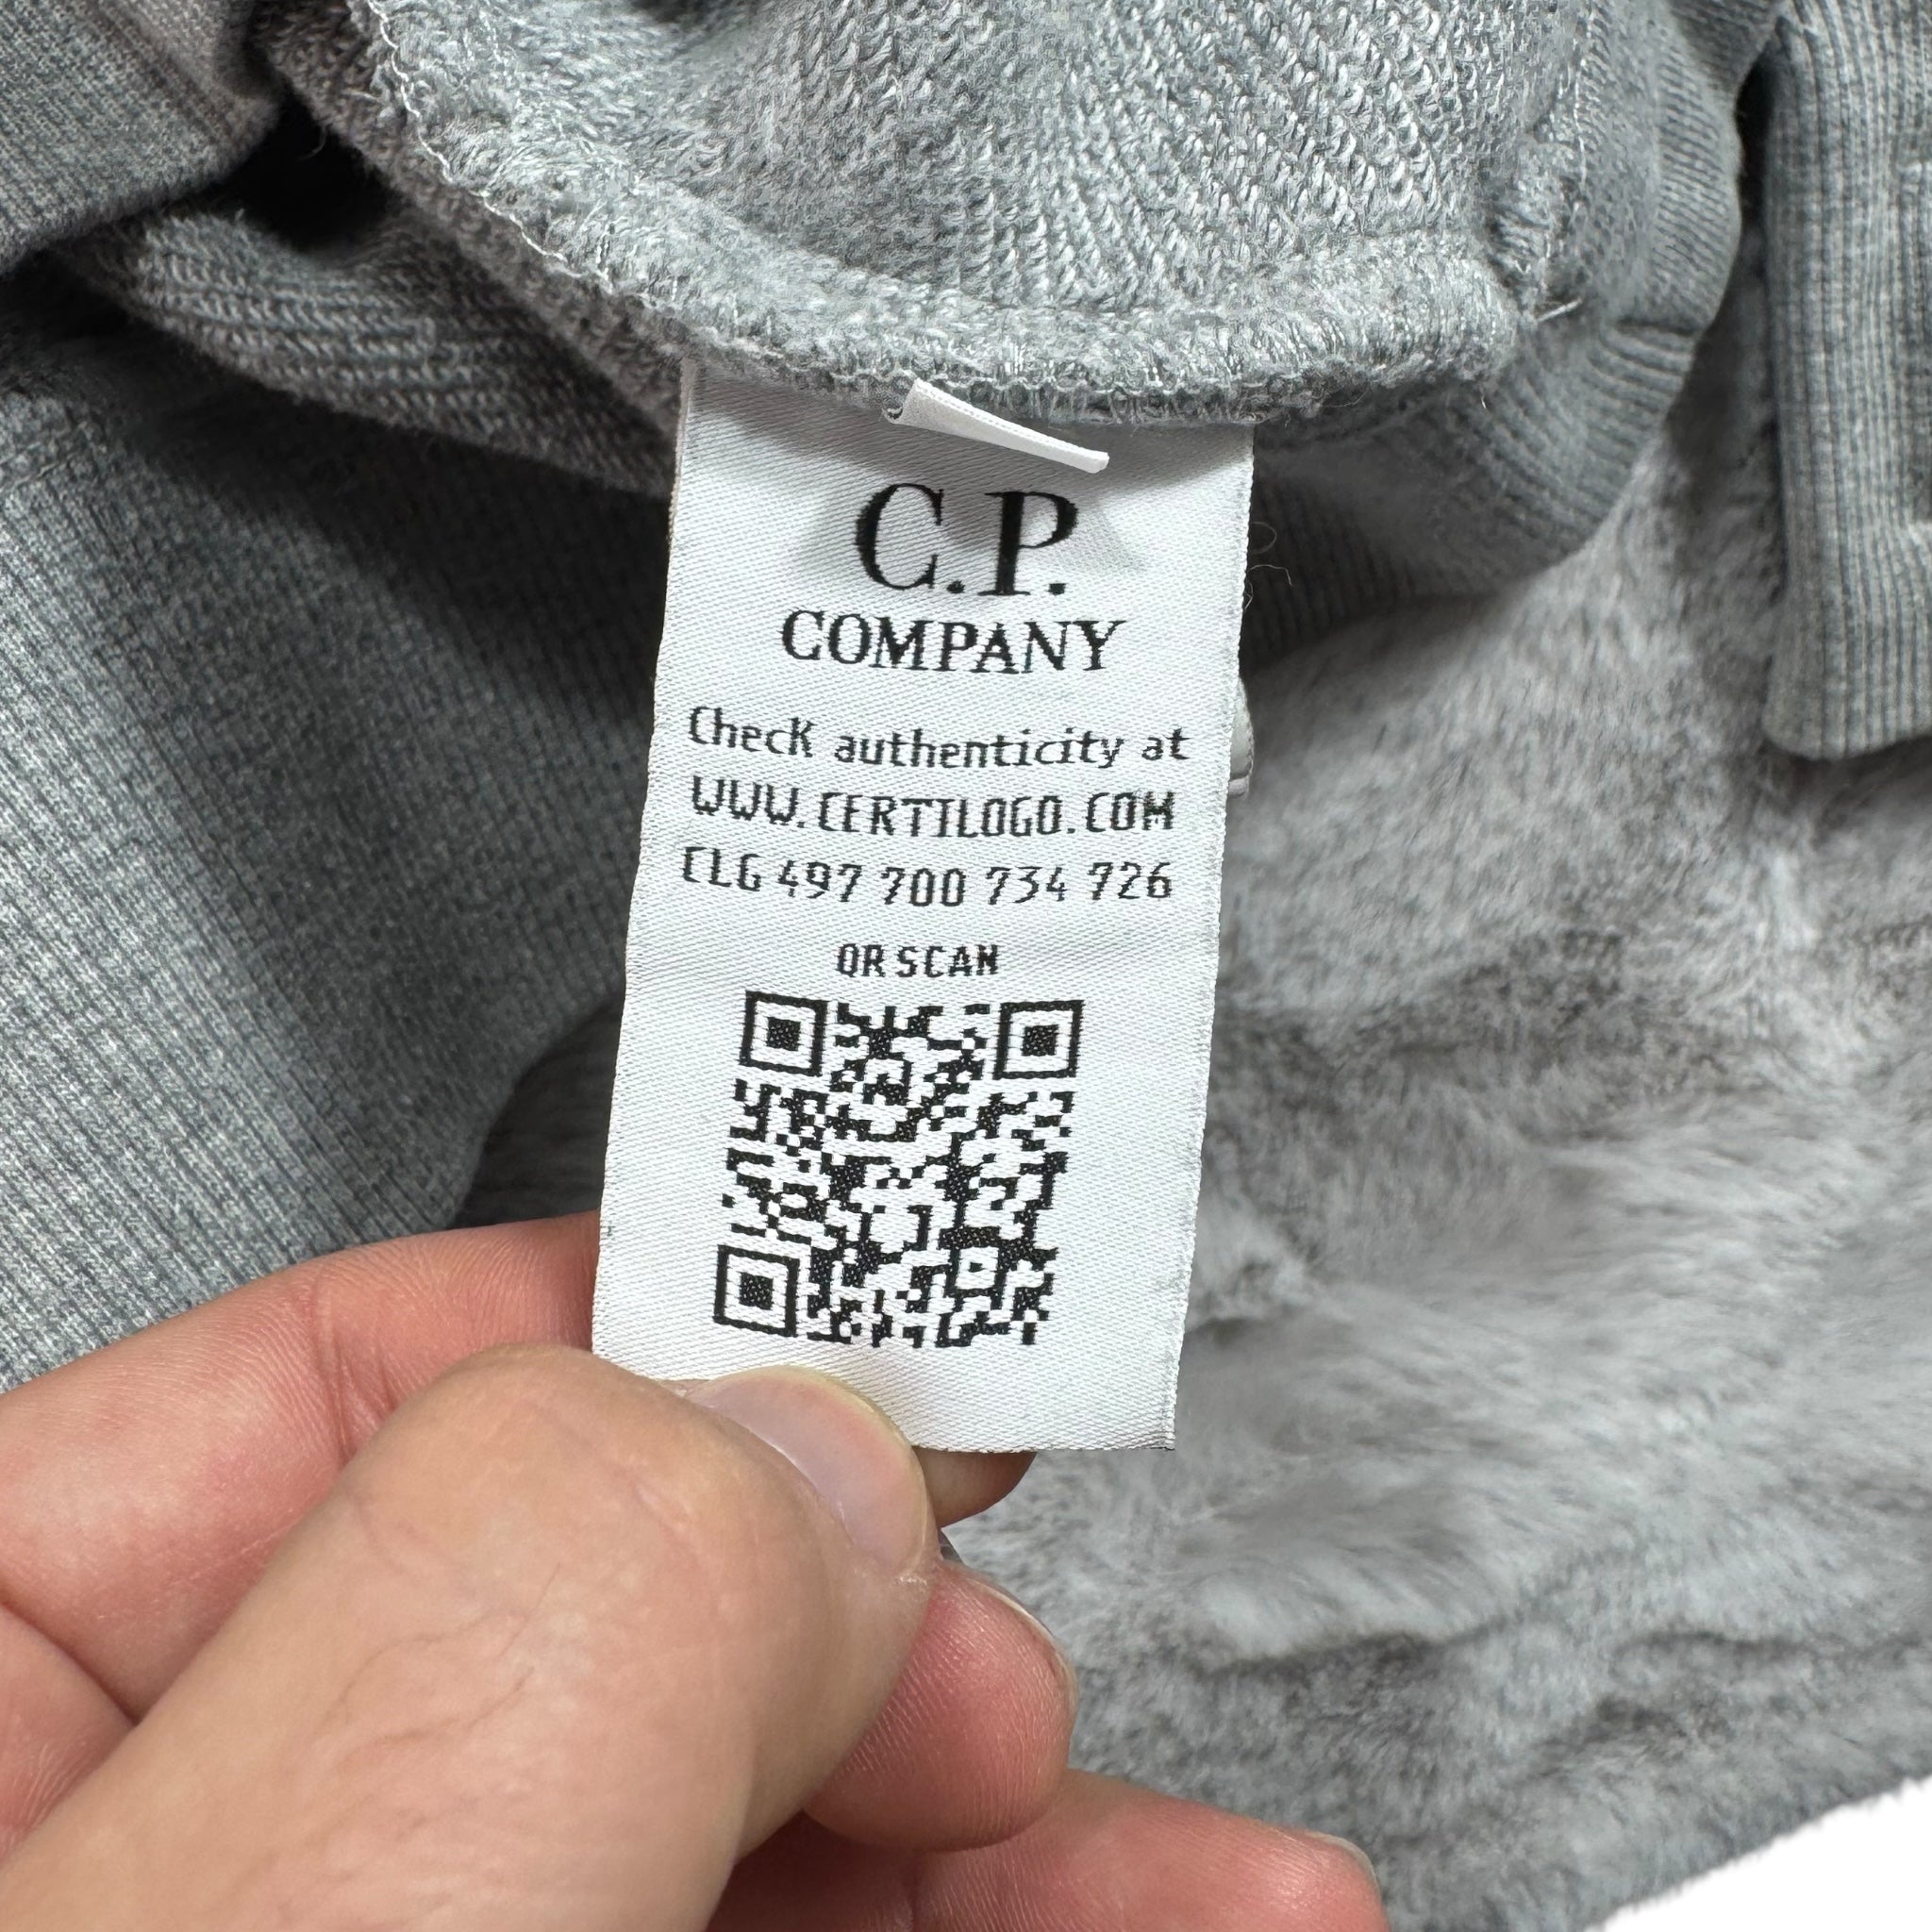 C.P.
COMPANY
Check authenticity at
WWW.CERTILOGO.COM
CLG 497 700 734 726
OR SCAN